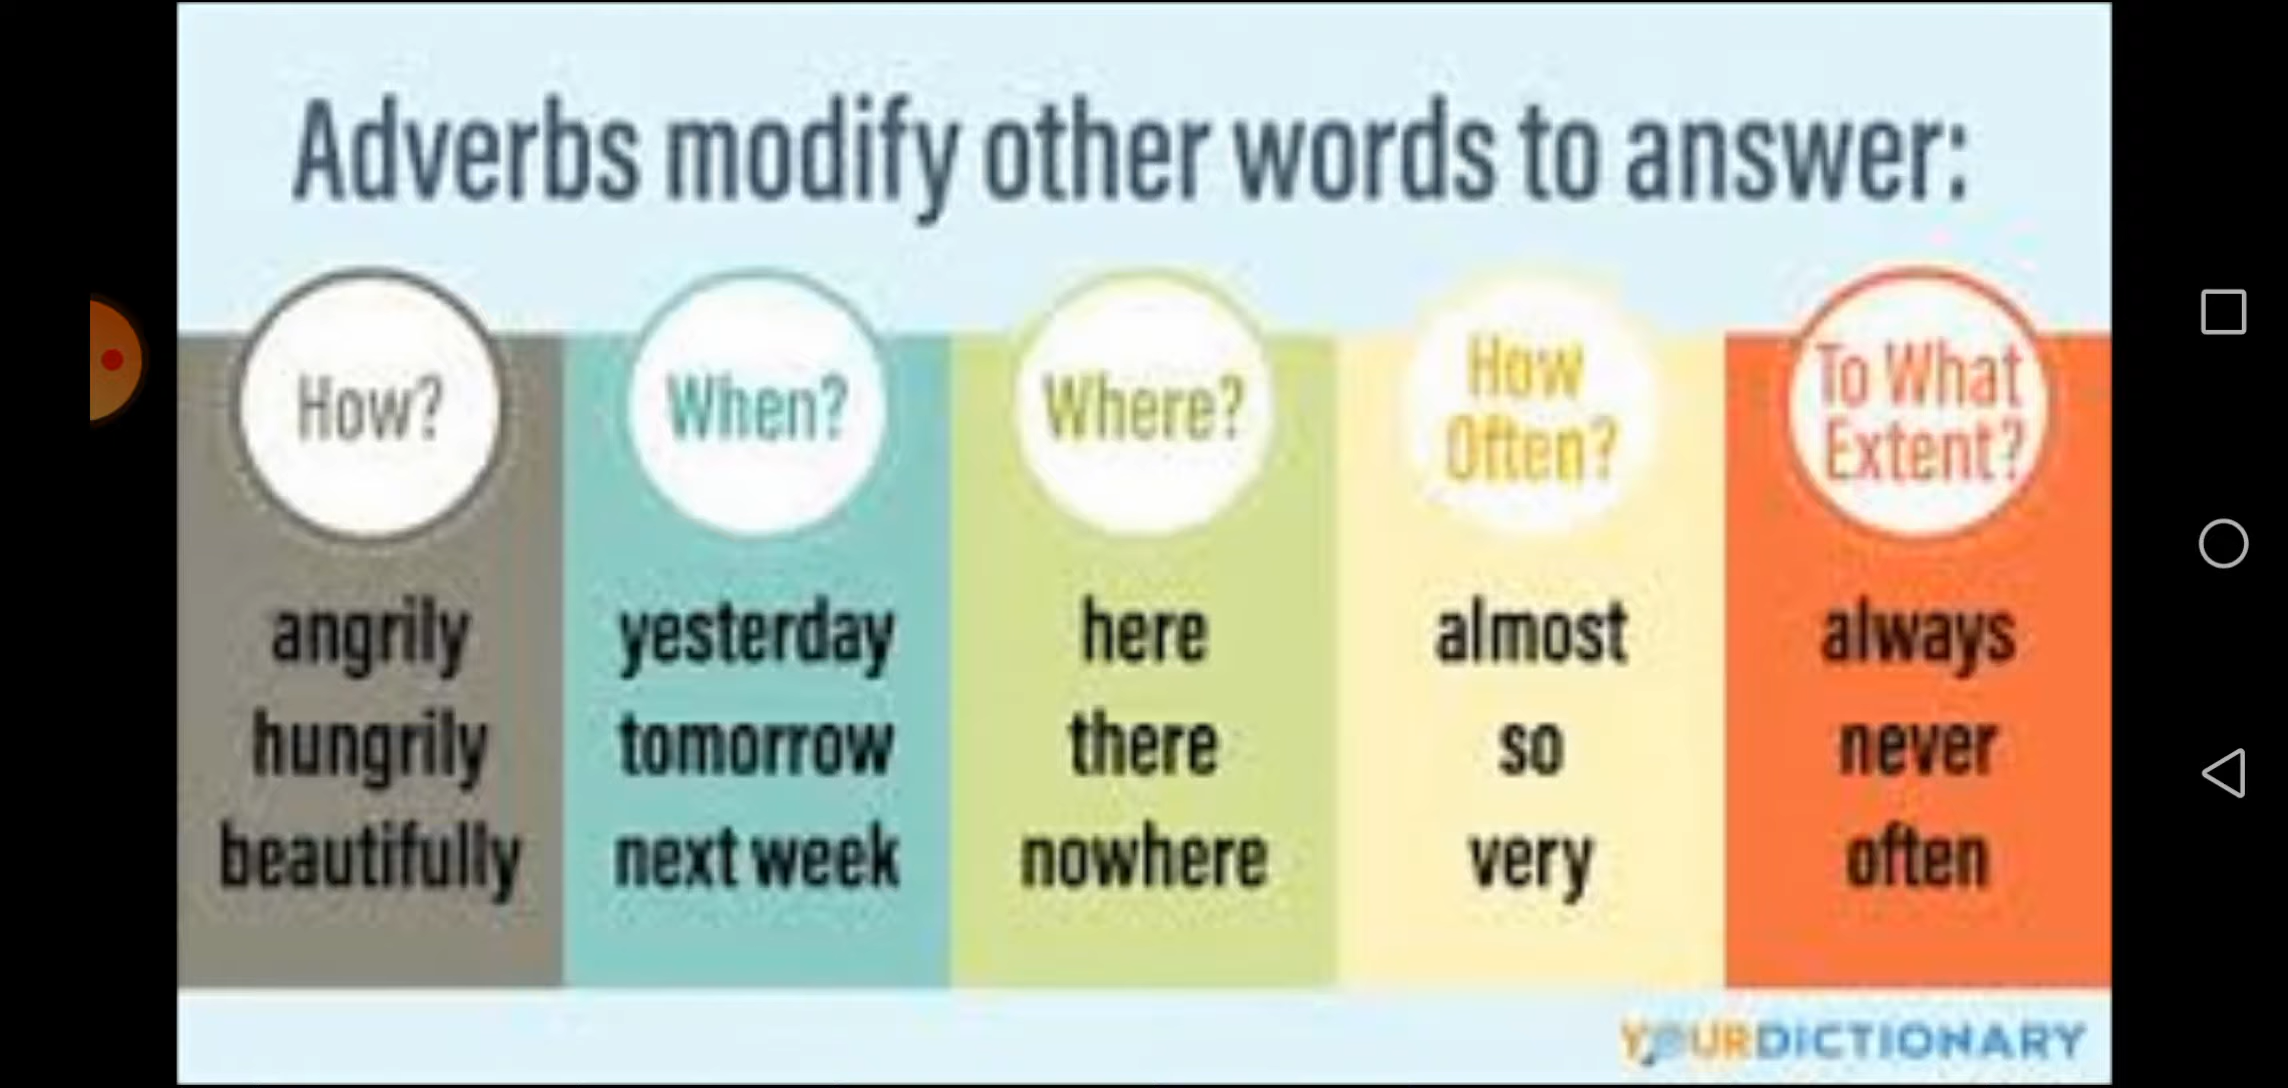 Adverbs modify other words to answer:
How?
angrily
hungrily
beautifully
When?
yesterday
tomorrow
next week
Where?
here
there
nowhere
How
Often?
almost
so
very
To What
Extent?
always
never
often
YOURDICTIONARY